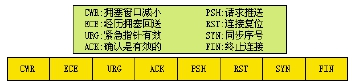 CWR:拥塞窗口减小 PSH:请求推送
ECE:轻伤拥塞回送 RST:连接复位
URG:紧急指针有效 SYN:同步序号
ACK:确认是有效的 FIN:终止连接
CWR ECE URG ACK PSH RST SYN FIN